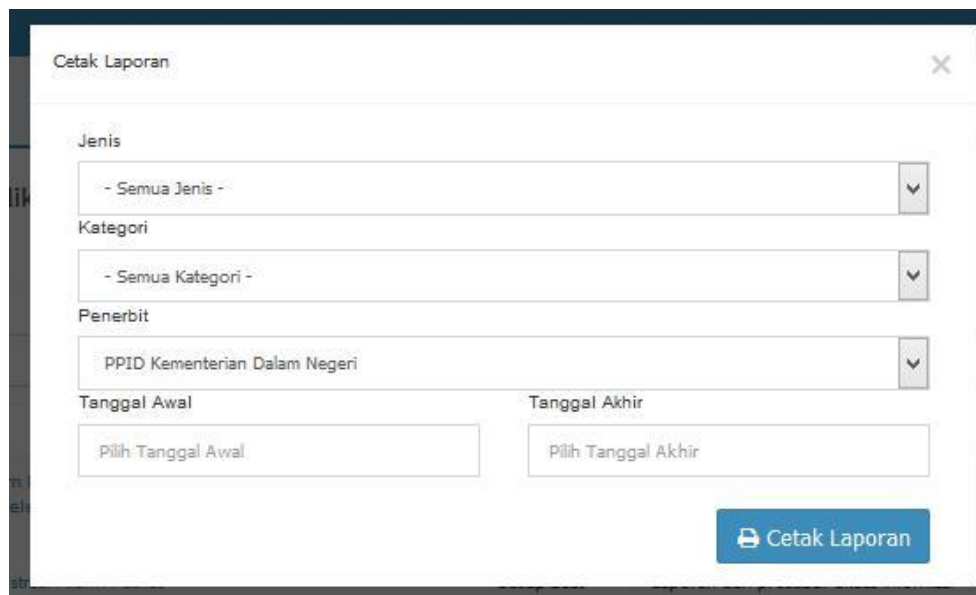 Cetak Laporan
Jenis
- Semua Jenis -
Kategori
- Semua Kategori -
Penerbit
PPID Kementerian Dalam Negeri
Tanggal Awal Tanggal Akhir
Pilih Tanggal Awal Pilih Tanggal Akhir
Cetak Laporan